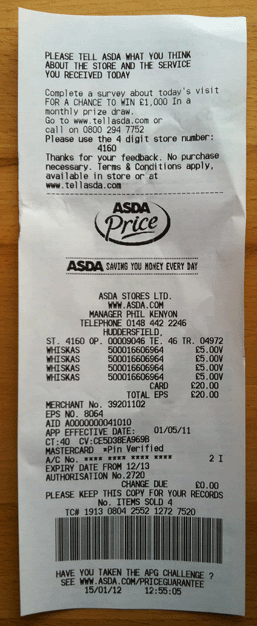 PLEASE TELL ASDA WHAT YOU THINK
ABOUT THE STORE AND THE SERVICE
YOU RECEIVED TODAY
Complete a survey about today's visit
FOR A CHANCE TO WIN £1,000 In a
monthly prize draw.
Go to www.tellasda.com or
call on 0800 294 7752
Please use the 4 digit store number:
4160
Thanks for your feedback. No purchase
necessary. Terms & Conditions apply,
available in store or at
www.tellasda.com
ASDA
Price
ASDA SAVING YOU MONEY EVERY DAY
ASDA STORES LTD.
WWW.ASDA.COM
MANAGER PHIL KENYON
TELEPHONE 0148 442 2246
HUDDERSFIELD,
ST. 4160 OP. 00009046 TE. 46 TR. 04972
WHISKAS 500016606964 £5.00V
WHISKAS 500016606964 £5.00V
WHISKAS 500016606964 £5.00V
WHISKAS 500016606964 £5.00V
CARD £20.00
TOTAL EPS £20.00
MERCHANT No. 39201102
EPS NO. 8064
AID A0000000041010
APP EFFECTIVE DATE: 01/05/11
CT:40 CV:CE5D38EA969B
MASTERCARD *Pin Verified
A/C No. **** **** **** **** 2 I
EXPIRY DATE FROM 12/13
AUTHORISATION No.2720
CHANGE DUE £0.00
PLEASE KEEP THIS COPY FOR YOUR RECORDS
No. ITEMS SOLD 4
TC# 1913 0804 2552 1272 7520
HAVE YOU TAKEN THE APG CHALLENGE ?
SEE WWW.ASDA.COM/PRICEGUARANTEE
15/01/12 12:55:05